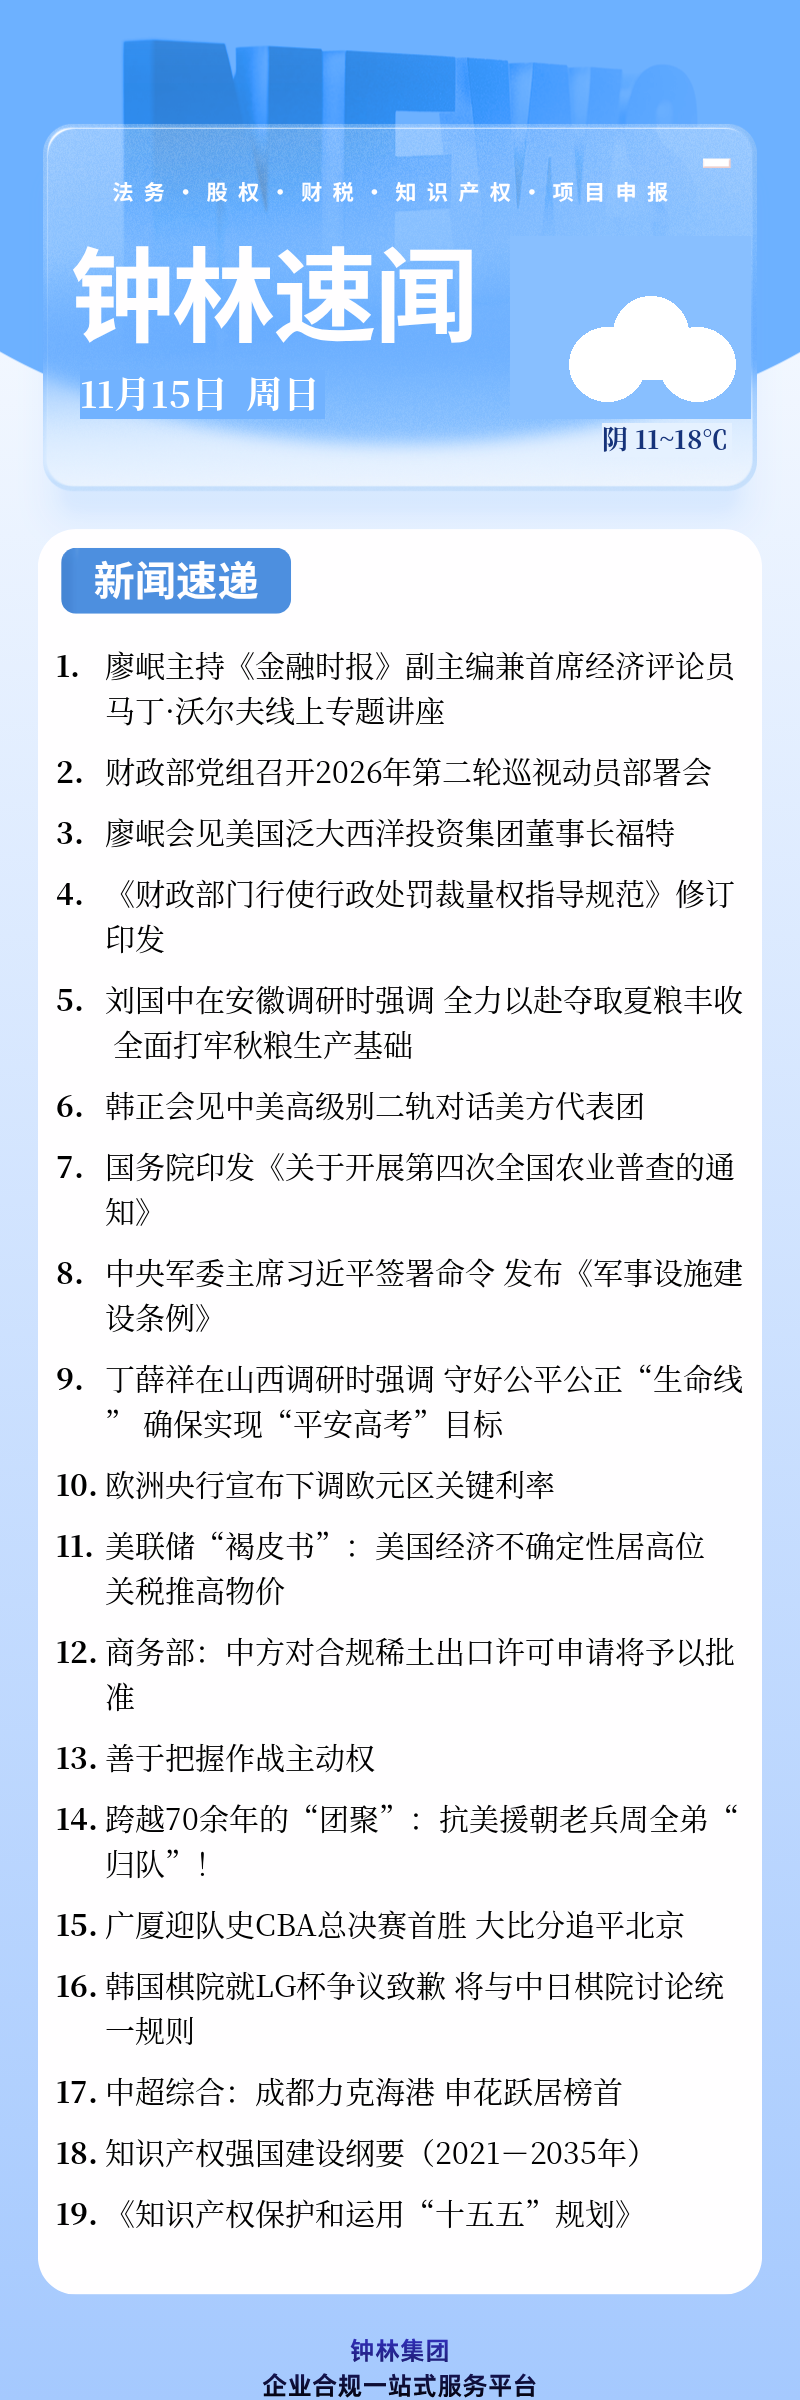 NEWS
法务·股权·财税·知识产权·项目申报
钟林速闻
11月15日 周日
阴 11~18℃
新闻速递
1. 廖岷主持《金融时报》副主编兼首席经济评论员
马丁·沃尔夫线上专题讲座
2. 财政部党组召开2026年第二轮巡视动员部署会
3. 廖岷会见美国泛大西洋投资集团董事长福特
4. 《财政部门行使行政处罚裁量权指导规范》修订
印发
5. 刘国中在安徽调研时强调 全力以赴夺取夏粮丰收
全面打牢秋粮生产基础
6. 韩正会见中美高级别二轨对话美方代表团
7. 国务院印发《关于开展第四次全国农业普查的通
知》
8. 中央军委主席习近平签署命令 发布《军事设施建
设条例》
9. 丁薛祥在山西调研时强调 守好公平公正“生命线
” 确保实现“平安高考”目标
10. 欧洲央行宣布下调欧元区关键利率
11. 美联储“褐皮书”：美国经济不确定性居高位
关税推高物价
12. 商务部：中方对合规稀土出口许可申请将予以批
准
13. 善于把握作战主动权
14. 跨越70余年的“团聚”：抗美援朝老兵周全弟“
归队”！
15. 广厦迎队史CBA总决赛首胜 大比分追平北京
16. 韩国棋院就LG杯争议致歉 将与中日棋院讨论统
一规则
17. 中超综合：成都力克海港 申花跃居榜首
18. 知识产权强国建设纲要（2021－2035年）
19. 《知识产权保护和运用“十五五”规划》
钟林集团
企业合规一站式服务平台